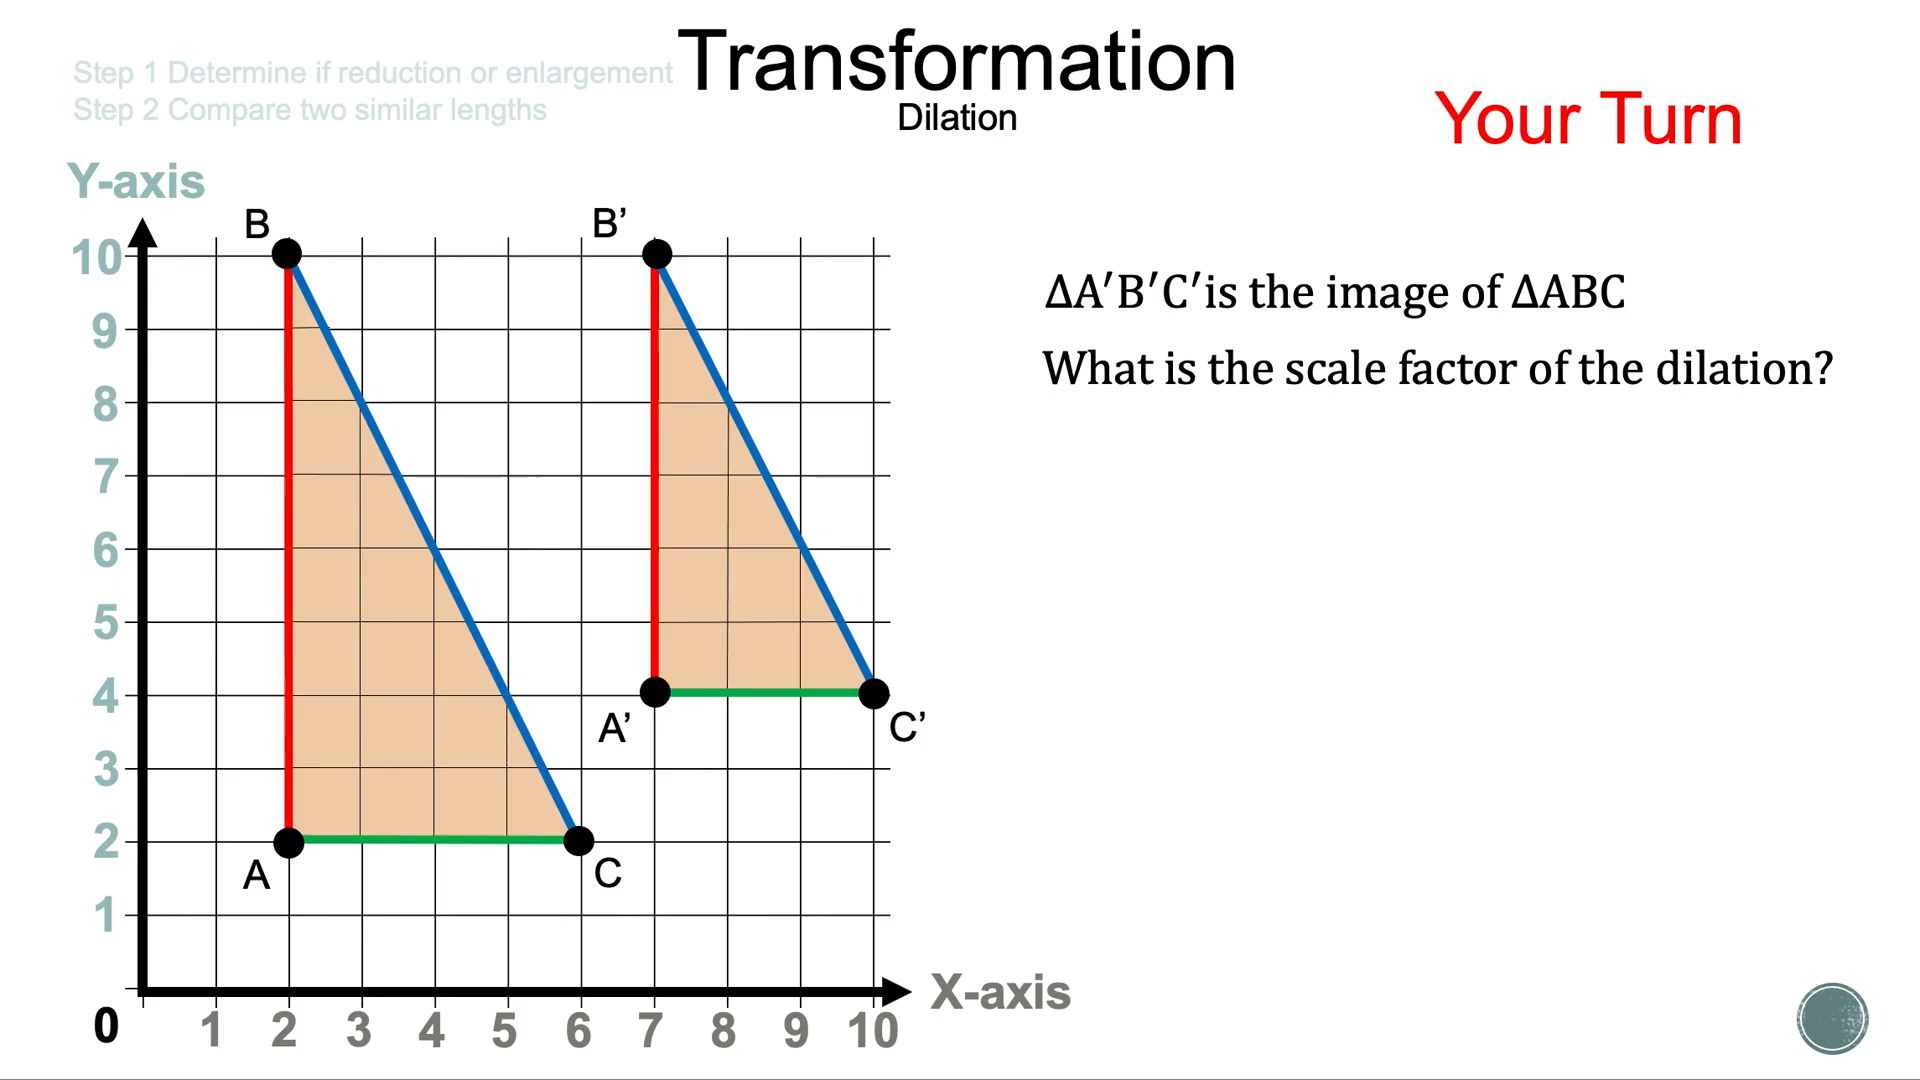 Transformation
Dilation
Step 1 Determine if reduction or enlargement
Step 2 Compare two similar lengths
Your Turn
Y-axis
B
B’
10
9
8
7
6
5
4
3
2
1
0
A’
C’
A
C
1 2 3 4 5 6 7 8 9 10
X-axis
ΔA′B′C′is the image of ΔABC
What is the scale factor of the dilation?